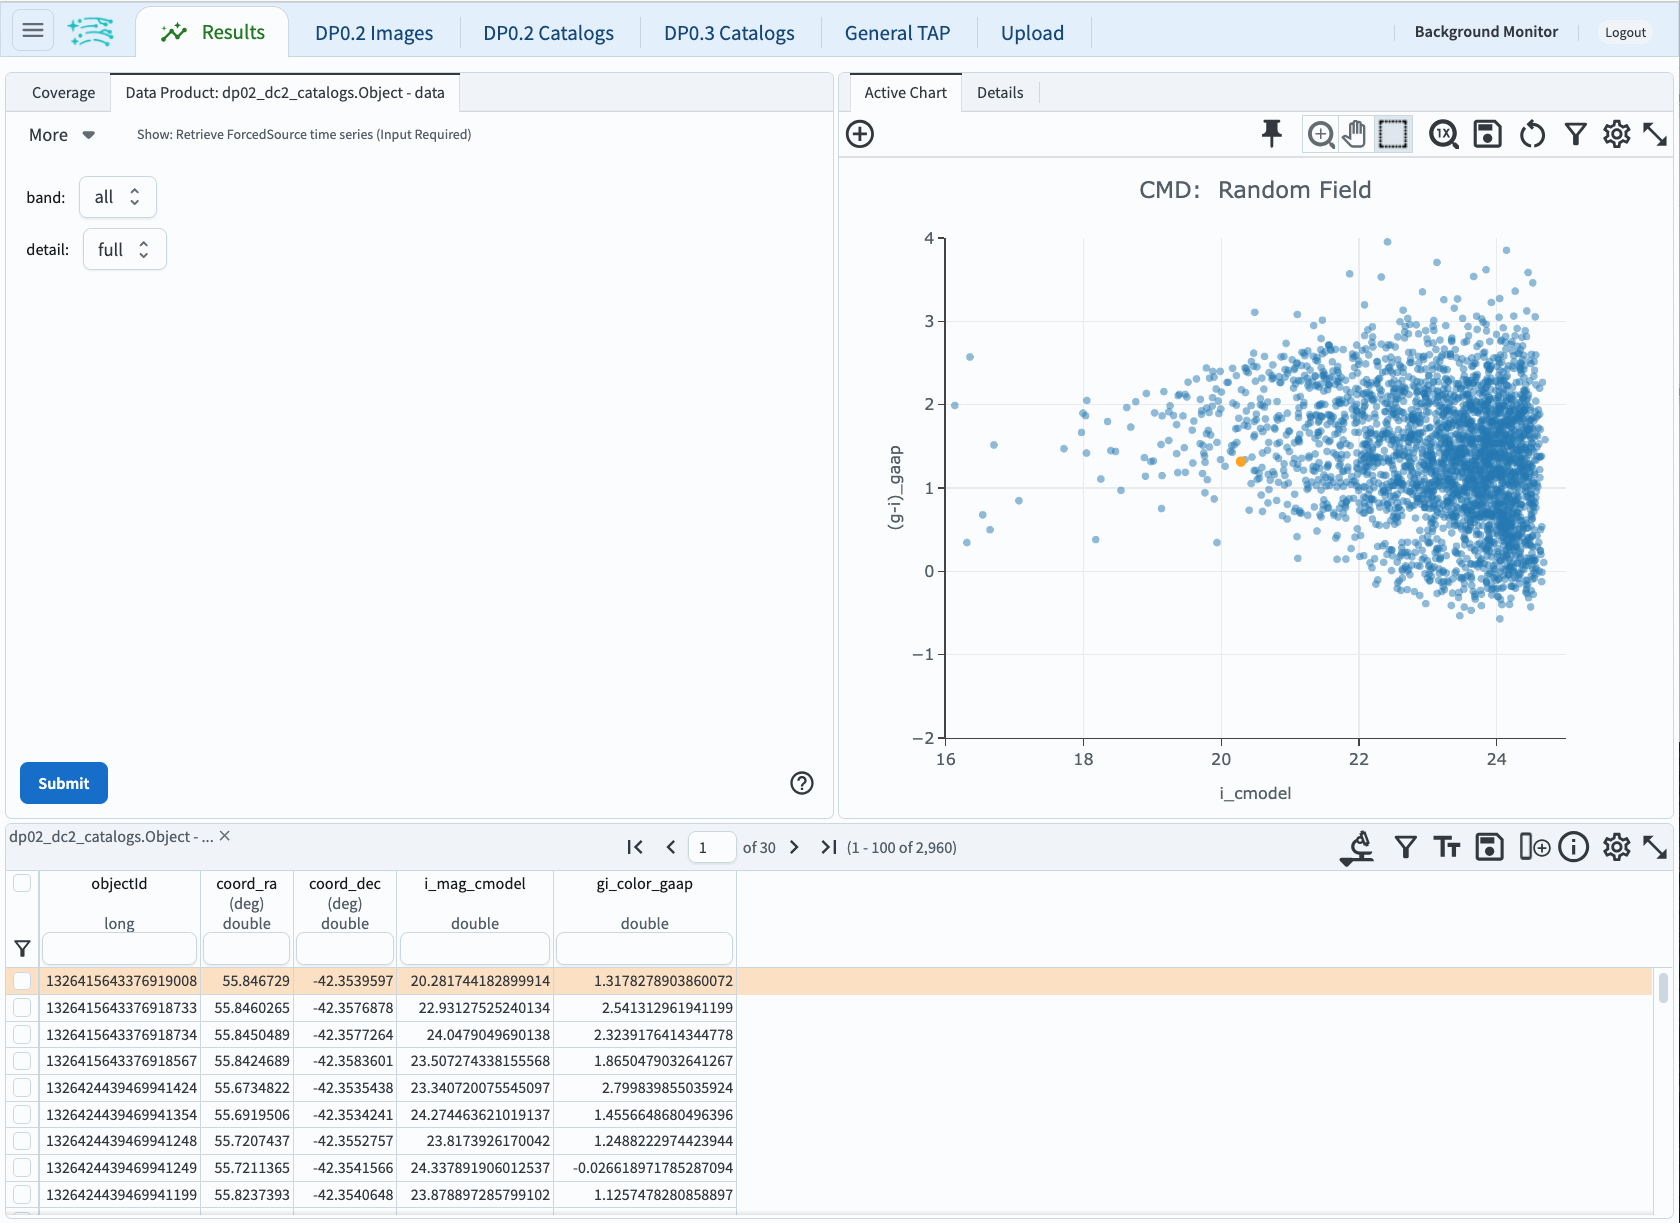 Results
DP0.2 Images
DP0.2 Catalogs
DP0.3 Catalogs
General TAP
Upload
Background Monitor
Logout
Coverage
Data Product: dp02_dc2_catalogs.Object - data
More
Show: Retrieve ForcedSource time series (Input Required)
band: all
detail: full
Submit
Active Chart
Details
1X
CMD: Random Field
4
3
2
1
0
−1
−2
(g-i)_gaap
16 18 20 22 24
i_cmodel
dp02_dc2_catalogs.Object - ...
1 of 30 (1 - 100 of 2,960)
objectId coord_ra coord_dec i_mag_cmodel gi_color_gaap
(deg) (deg)
long double double double double
1326415643376919008 55.846729 -42.3539597 20.281744182899914 1.3178278903860072
1326415643376918733 55.8460265 -42.3576878 22.93127525240134 2.541312961941199
1326415643376918734 55.8450489 -42.3577264 24.0479049690138 2.3239176414344778
1326415643376918567 55.8424689 -42.3583601 23.507274338155568 1.8650479032641267
1326424439469941424 55.6734822 -42.3535438 23.340720075545097 2.799839855035924
1326424439469941354 55.6919506 -42.3534241 24.274463621019137 1.4556648680496396
1326424439469941248 55.7207437 -42.3552757 23.8173926170042 1.2488222974423944
1326424439469941249 55.7211365 -42.3541566 24.337891906012537 -0.026618971785287094
1326424439469941199 55.8237393 -42.3540648 23.878897285799102 1.1257478280858897